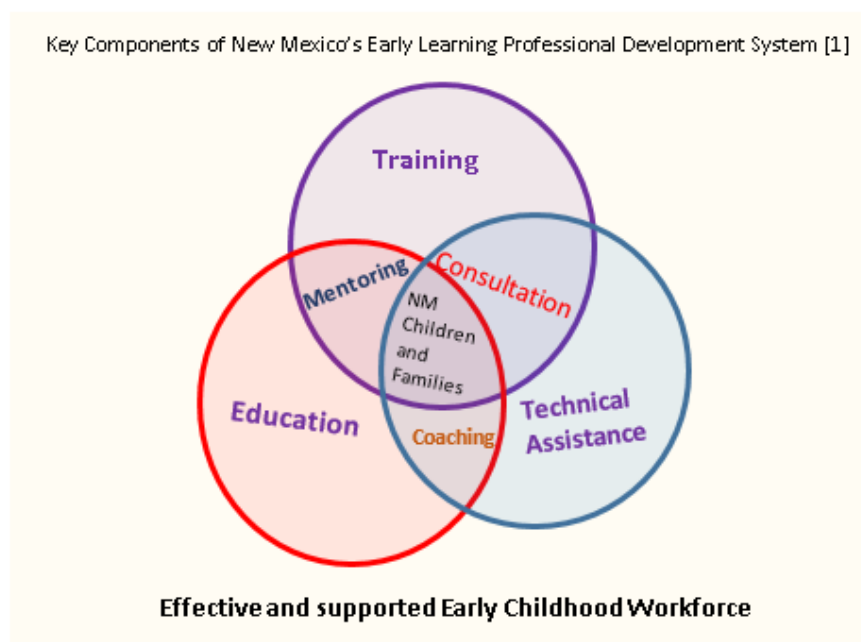 Key Components of New Mexico's Early Learning Professional Development System [1]
Training
Mentoring
Consultation
NM
Children
and
Families
Education
Technical
Assistance
Coaching
Effective and supported Early Childhood Workforce